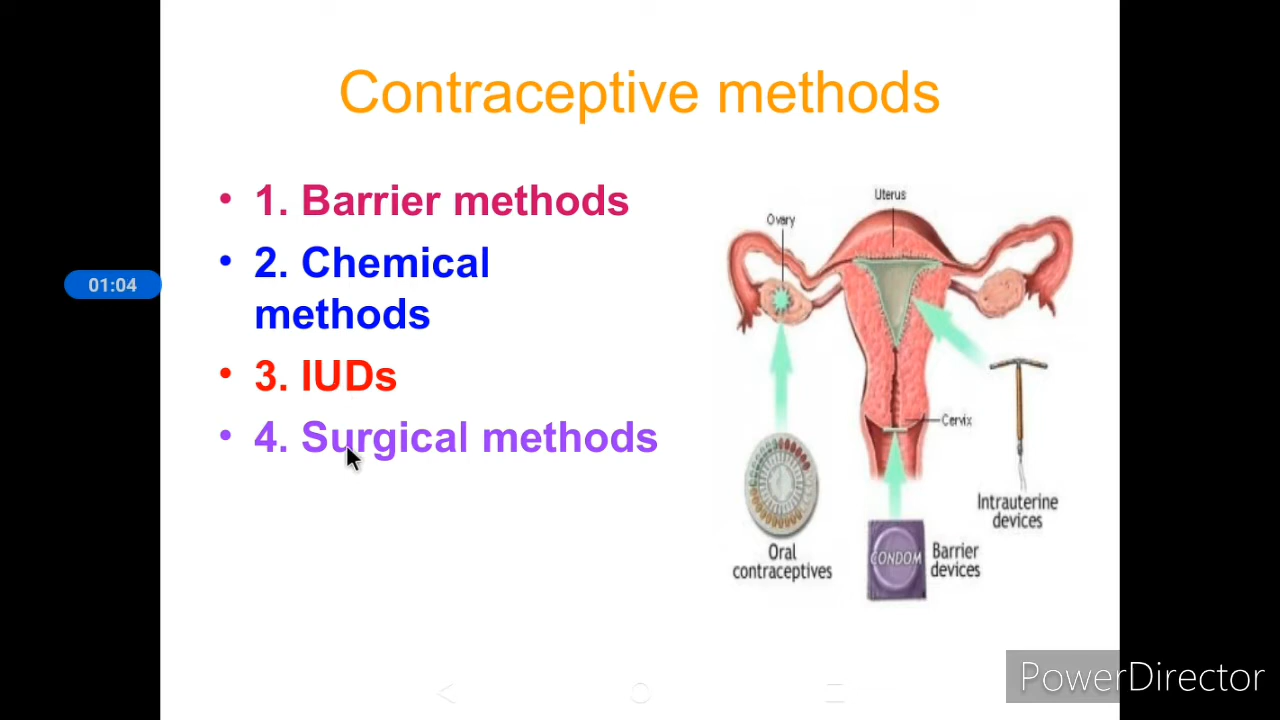 Contraceptive methods
• 1. Barrier methods
• 2. Chemical
methods
• 3. IUDs
• 4. Surgical methods
01:04
Uterus
Ovary
Cervix
Intrauterine
devices
Oral
contraceptives
CONDOM
Barrier
devices
PowerDirector